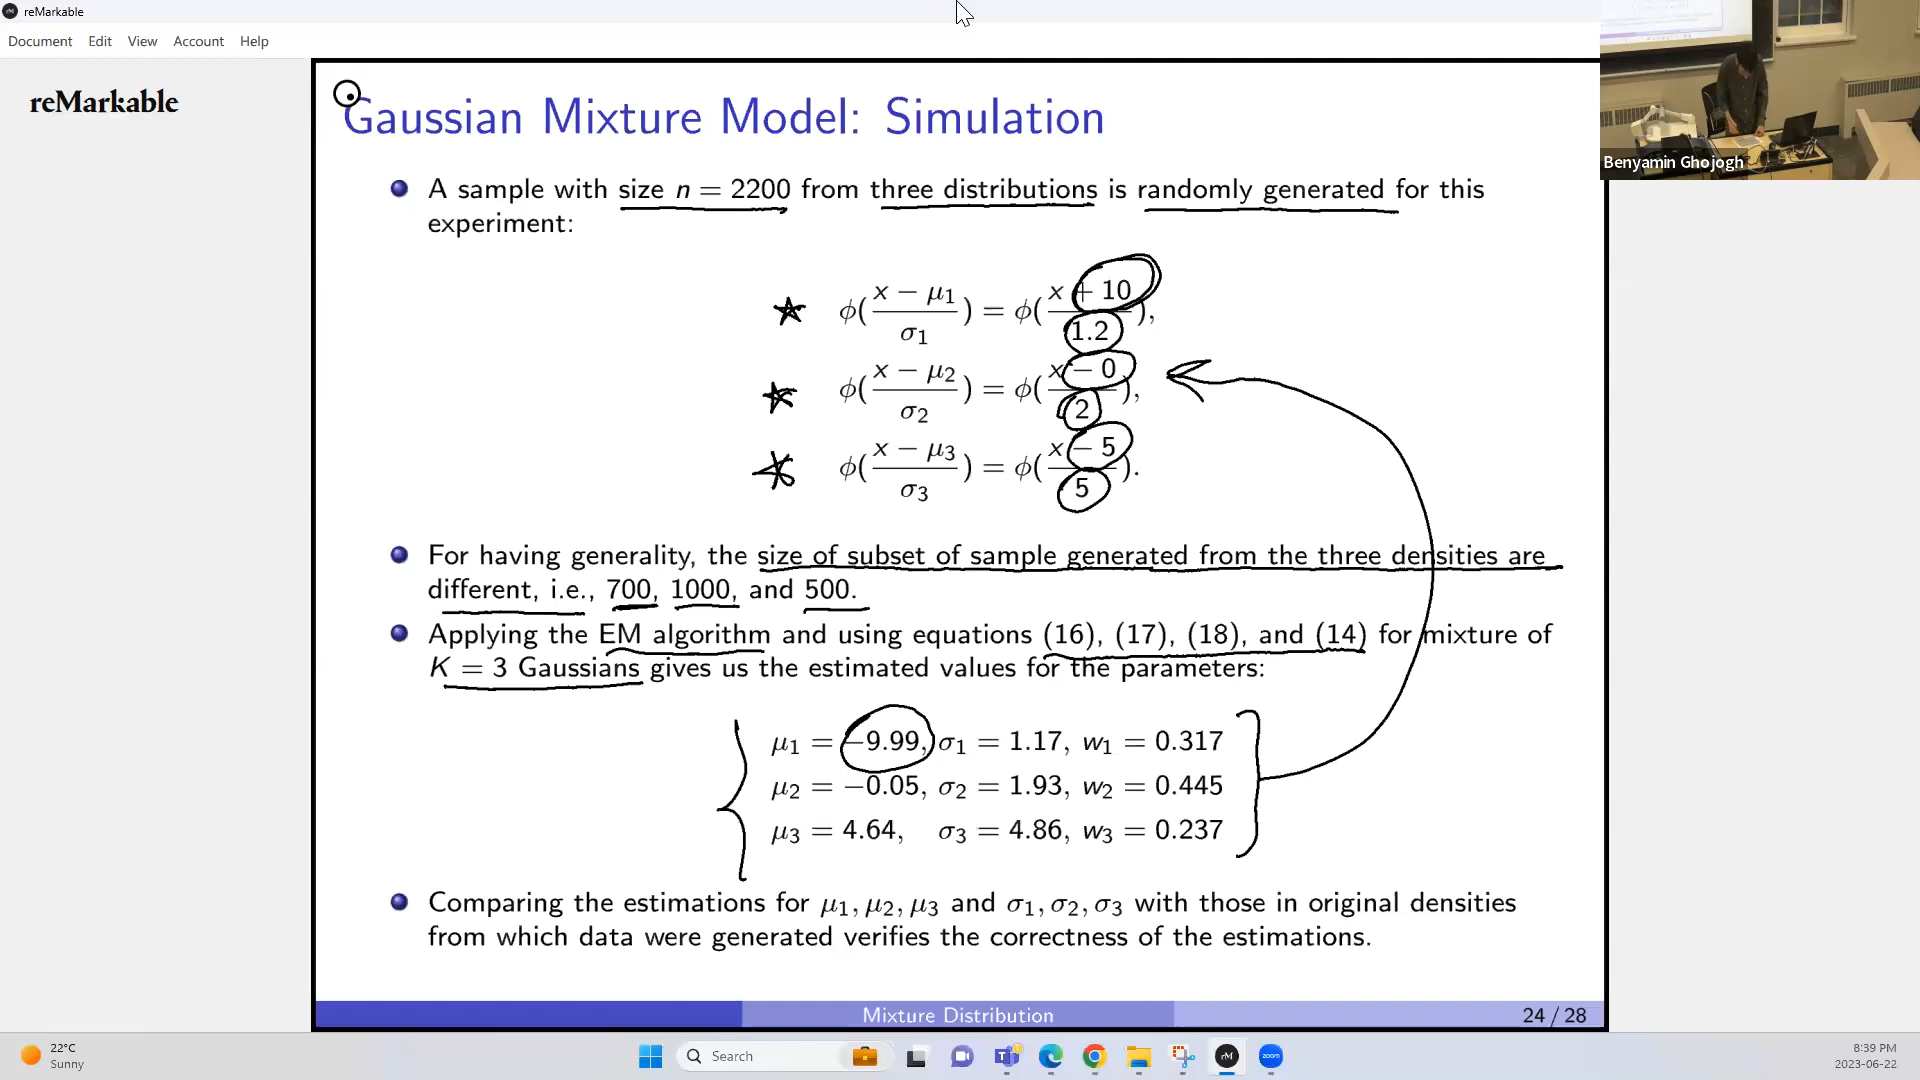 reMarkable
Document Edit View Account Help
reMarkable
Benyamin Ghojogh
Gaussian Mixture Model: Simulation
A sample with size n = 2200 from three distributions is randomly generated for this
experiment:
ϕ(x − μ1 / σ1) = ϕ(x + 10 / 1.2),
ϕ(x − μ2 / σ2) = ϕ(x − 0 / 2),
ϕ(x − μ3 / σ3) = ϕ(x − 5 / 5).
For having generality, the size of subset of sample generated from the three densities are
different, i.e., 700, 1000, and 500.
Applying the EM algorithm and using equations (16), (17), (18), and (14) for mixture of
K = 3 Gaussians gives us the estimated values for the parameters:
μ1 = −9.99, σ1 = 1.17, w1 = 0.317
μ2 = −0.05, σ2 = 1.93, w2 = 0.445
μ3 = 4.64, σ3 = 4.86, w3 = 0.237
Comparing the estimations for μ1, μ2, μ3 and σ1, σ2, σ3 with those in original densities
from which data were generated verifies the correctness of the estimations.
Mixture Distribution 24 / 28
22°C
Sunny
Search
rM
zoom
8:39 PM
2023-06-22